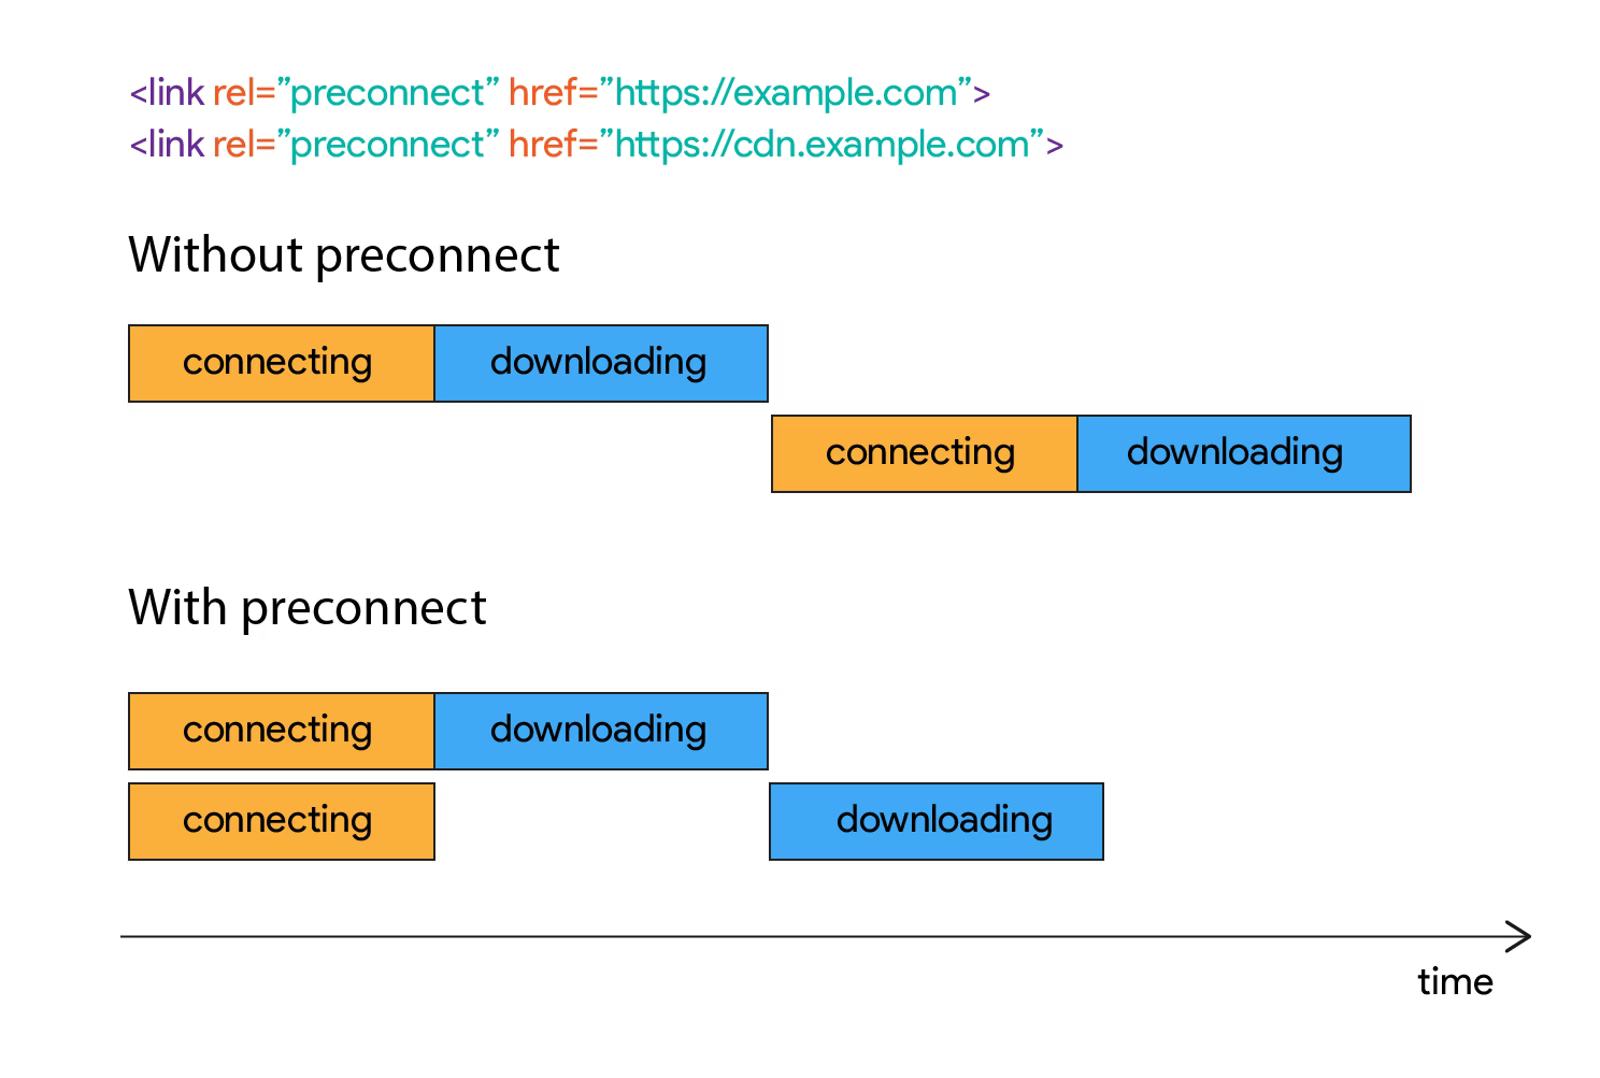 <link rel=”preconnect” href=”https://example.com”>
<link rel=”preconnect” href=”https://cdn.example.com”>
Without preconnect
connecting downloading
connecting downloading
With preconnect
connecting downloading
connecting downloading
time